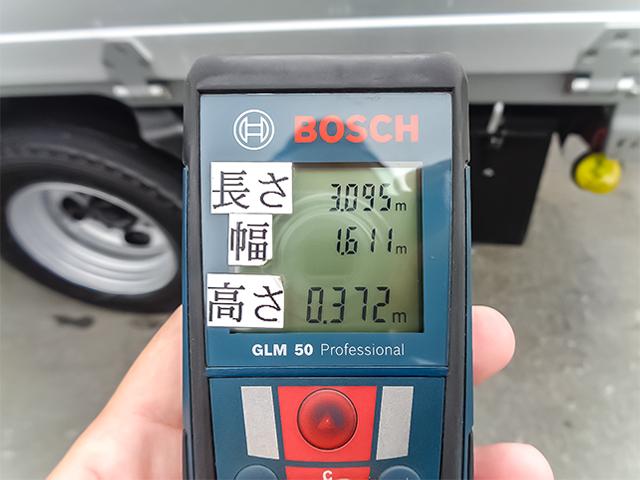 BOSCH
長さ 3.095 m
幅 1.611 m
高さ 0.372 m
GLM 50 Professional
C